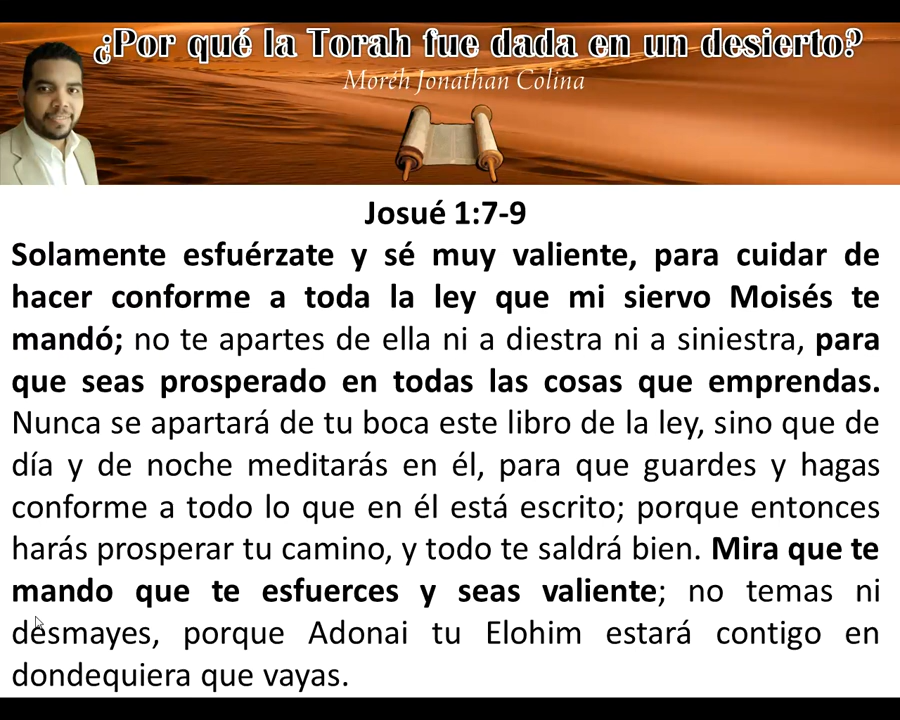 ¿Por qué la Torah fue dada en un desierto?
Moréh Jonathan Colina
Josué 1:7-9
Solamente esfuérzate y sé muy valiente, para cuidar de
hacer conforme a toda la ley que mi siervo Moisés te
mandó; no te apartes de ella ni a diestra ni a siniestra, para
que seas prosperado en todas las cosas que emprendas.
Nunca se apartará de tu boca este libro de la ley, sino que de
día y de noche meditarás en él, para que guardes y hagas
conforme a todo lo que en él está escrito; porque entonces
harás prosperar tu camino, y todo te saldrá bien. Mira que te
mando que te esfuerces y seas valiente; no temas ni
desmayes, porque Adonai tu Elohim estará contigo en
dondequiera que vayas.